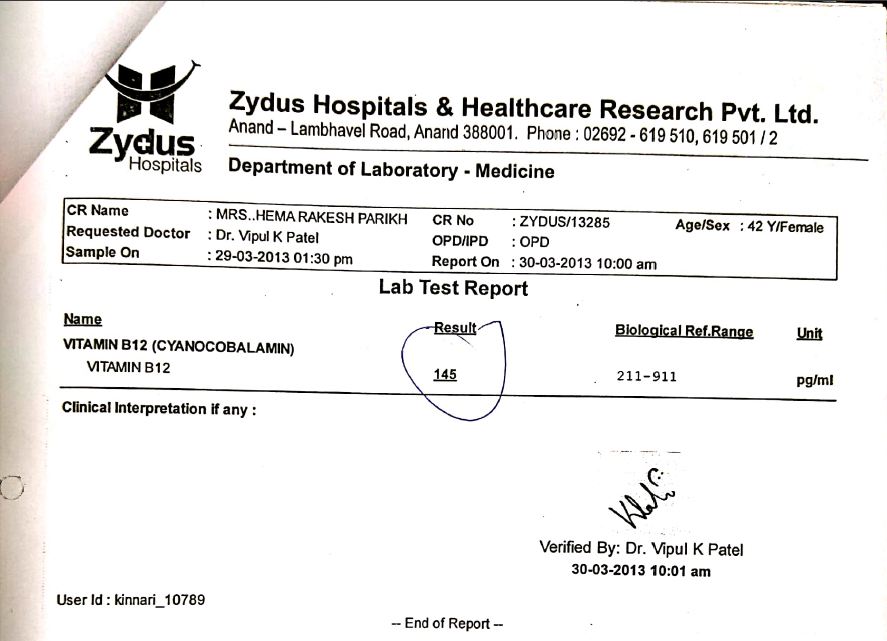 Zydus
Hospitals
Zydus Hospitals & Healthcare Research Pvt. Ltd.
Anand – Lambhavel Road, Anand 388001. Phone : 02692 - 619 510, 619 501 / 2
Department of Laboratory - Medicine
CR Name : MRS..HEMA RAKESH PARIKH CR No : ZYDUS/13285 Age/Sex : 42 Y/Female
Requested Doctor : Dr. Vipul K Patel OPD/IPD : OPD
Sample On : 29-03-2013 01:30 pm Report On : 30-03-2013 10:00 am
Lab Test Report
Name Result Biological Ref.Range Unit
VITAMIN B12 (CYANOCOBALAMIN)
VITAMIN B12 145 211-911 pg/ml
Clinical Interpretation if any :
Verified By: Dr. Vipul K Patel
30-03-2013 10:01 am
User Id : kinnari_10789
-- End of Report --